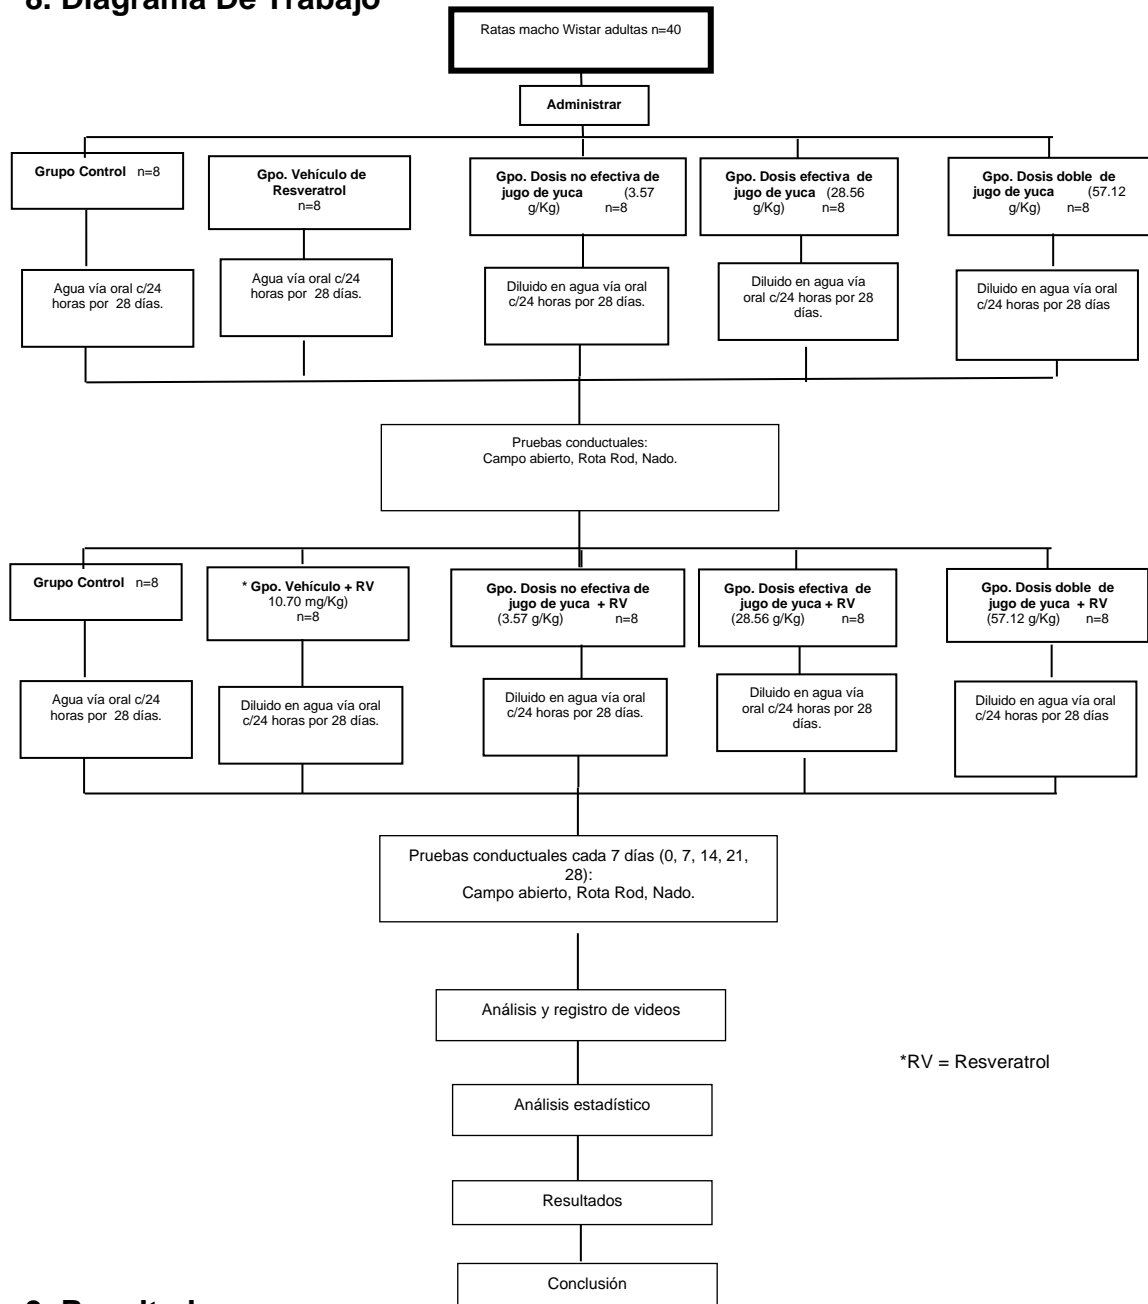 8. Diagrama De Trabajo
Ratas macho Wistar adultas n=40
Administrar
Grupo Control n=8
Gpo. Vehículo de
Resveratrol
n=8
Gpo. Dosis no efectiva de
jugo de yuca (3.57
g/Kg) n=8
Gpo. Dosis efectiva de
jugo de yuca (28.56
g/Kg) n=8
Gpo. Dosis doble de
jugo de yuca (57.12
g/Kg) n=8
Agua vía oral c/24
horas por 28 días.
Agua vía oral c/24
horas por 28 días.
Diluido en agua vía oral
c/24 horas por 28 días.
Diluido en agua vía
oral c/24 horas por 28
días.
Diluido en agua vía oral
c/24 horas por 28 días
Pruebas conductuales:
Campo abierto, Rota Rod, Nado.
Grupo Control n=8
* Gpo. Vehículo + RV
10.70 mg/Kg)
n=8
Gpo. Dosis no efectiva de
jugo de yuca + RV
(3.57 g/Kg) n=8
Gpo. Dosis efectiva de
jugo de yuca + RV
(28.56 g/Kg) n=8
Gpo. Dosis doble de
jugo de yuca + RV
(57.12 g/Kg) n=8
Agua vía oral c/24
horas por 28 días.
Diluido en agua vía oral
c/24 horas por 28 días.
Diluido en agua vía oral
c/24 horas por 28 días.
Diluido en agua vía
oral c/24 horas por 28
días.
Diluido en agua vía oral
c/24 horas por 28 días
Pruebas conductuales cada 7 días (0, 7, 14, 21,
28):
Campo abierto, Rota Rod, Nado.
Análisis y registro de videos
*RV = Resveratrol
Análisis estadístico
Resultados
Conclusión